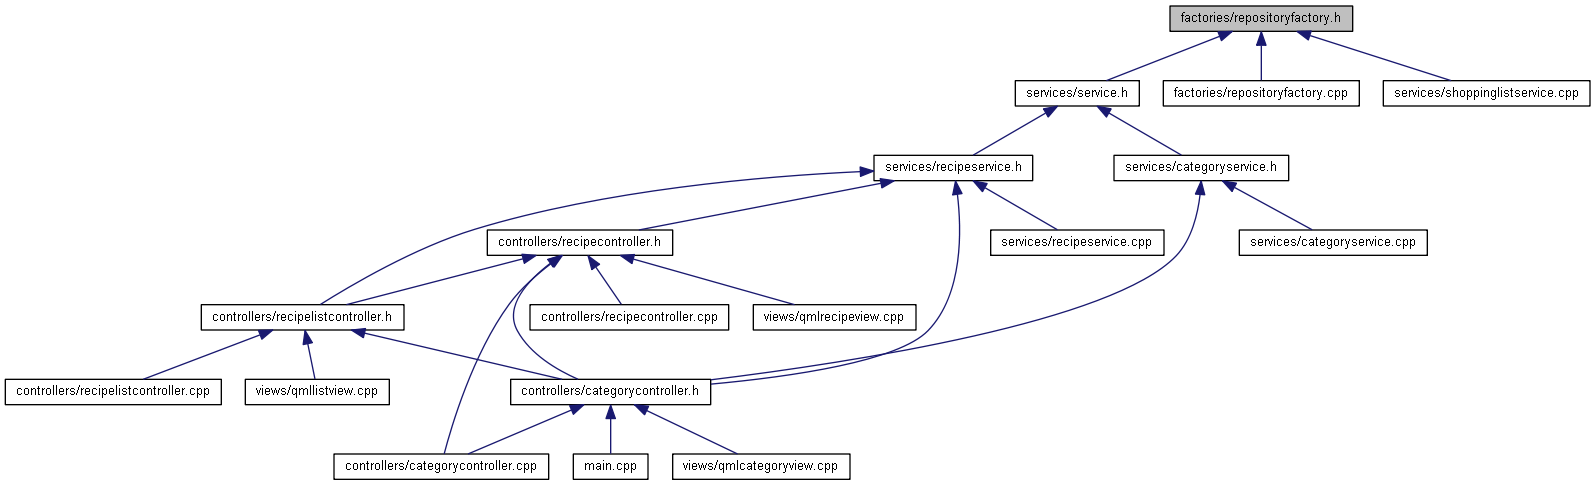 factories/repositoryfactory.h
services/service.h
factories/repositoryfactory.cpp
services/shoppinglistservice.cpp
services/recipeservice.h
services/categoryservice.h
controllers/recipecontroller.h
services/recipeservice.cpp
services/categoryservice.cpp
controllers/recipelistcontroller.h
controllers/recipecontroller.cpp
views/qmlrecipeview.cpp
controllers/recipelistcontroller.cpp
views/qmllistview.cpp
controllers/categorycontroller.h
controllers/categorycontroller.cpp
main.cpp
views/qmlcategoryview.cpp